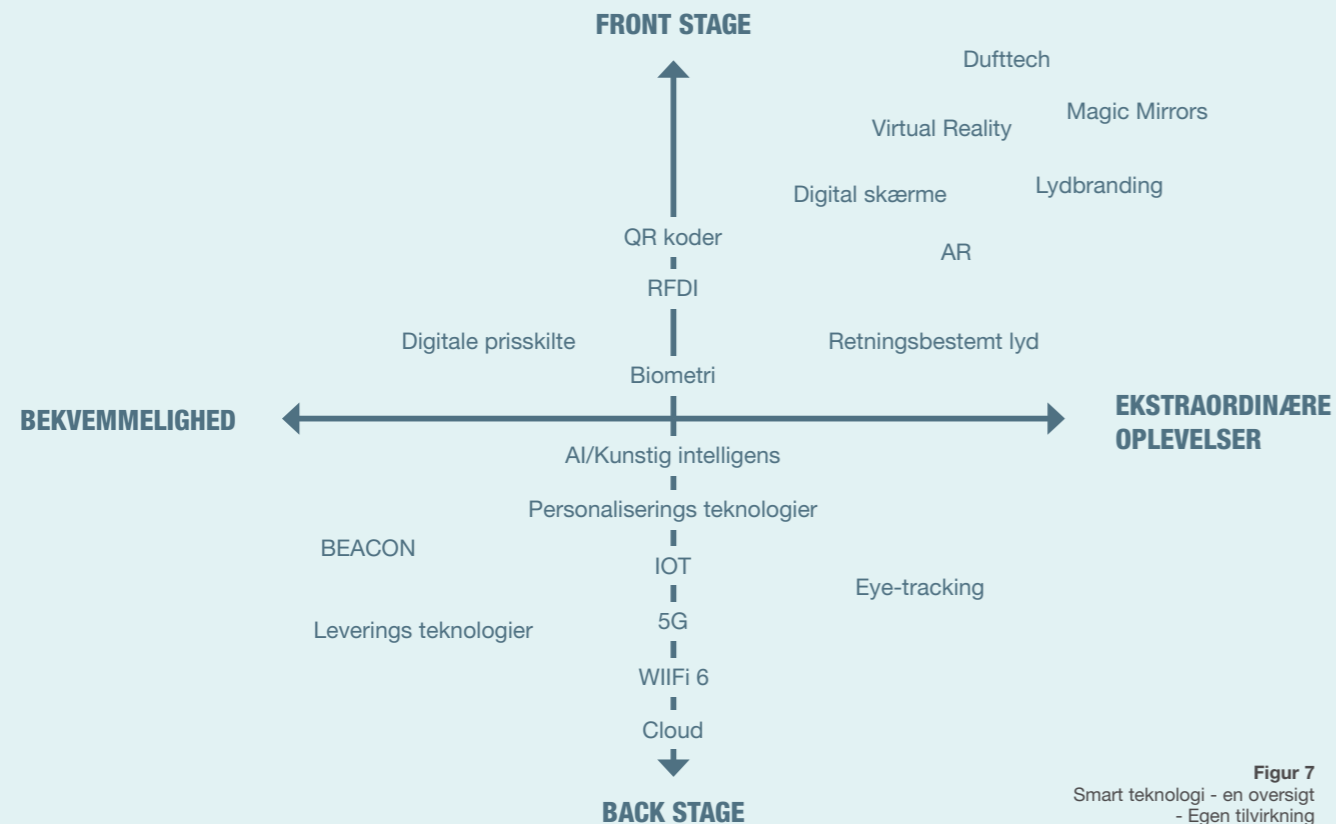 FRONT STAGE
Dufttech
Magic Mirrors
Virtual Reality
Lydbranding
Digital skærme
QR koder
AR
RFDI
Digitale prisskilte
Retningsbestemt lyd
Biometri
BEKVEMMELIGHED
EKSTRAORDINÆRE
OPLEVELSER
AI/Kunstig intelligens
Personaliserings teknologier
BEACON
IOT
Eye-tracking
5G
Leverings teknologier
WIIFi 6
Cloud
BACK STAGE
Figur 7
Smart teknologi - en oversigt
- Egen tilvirkning